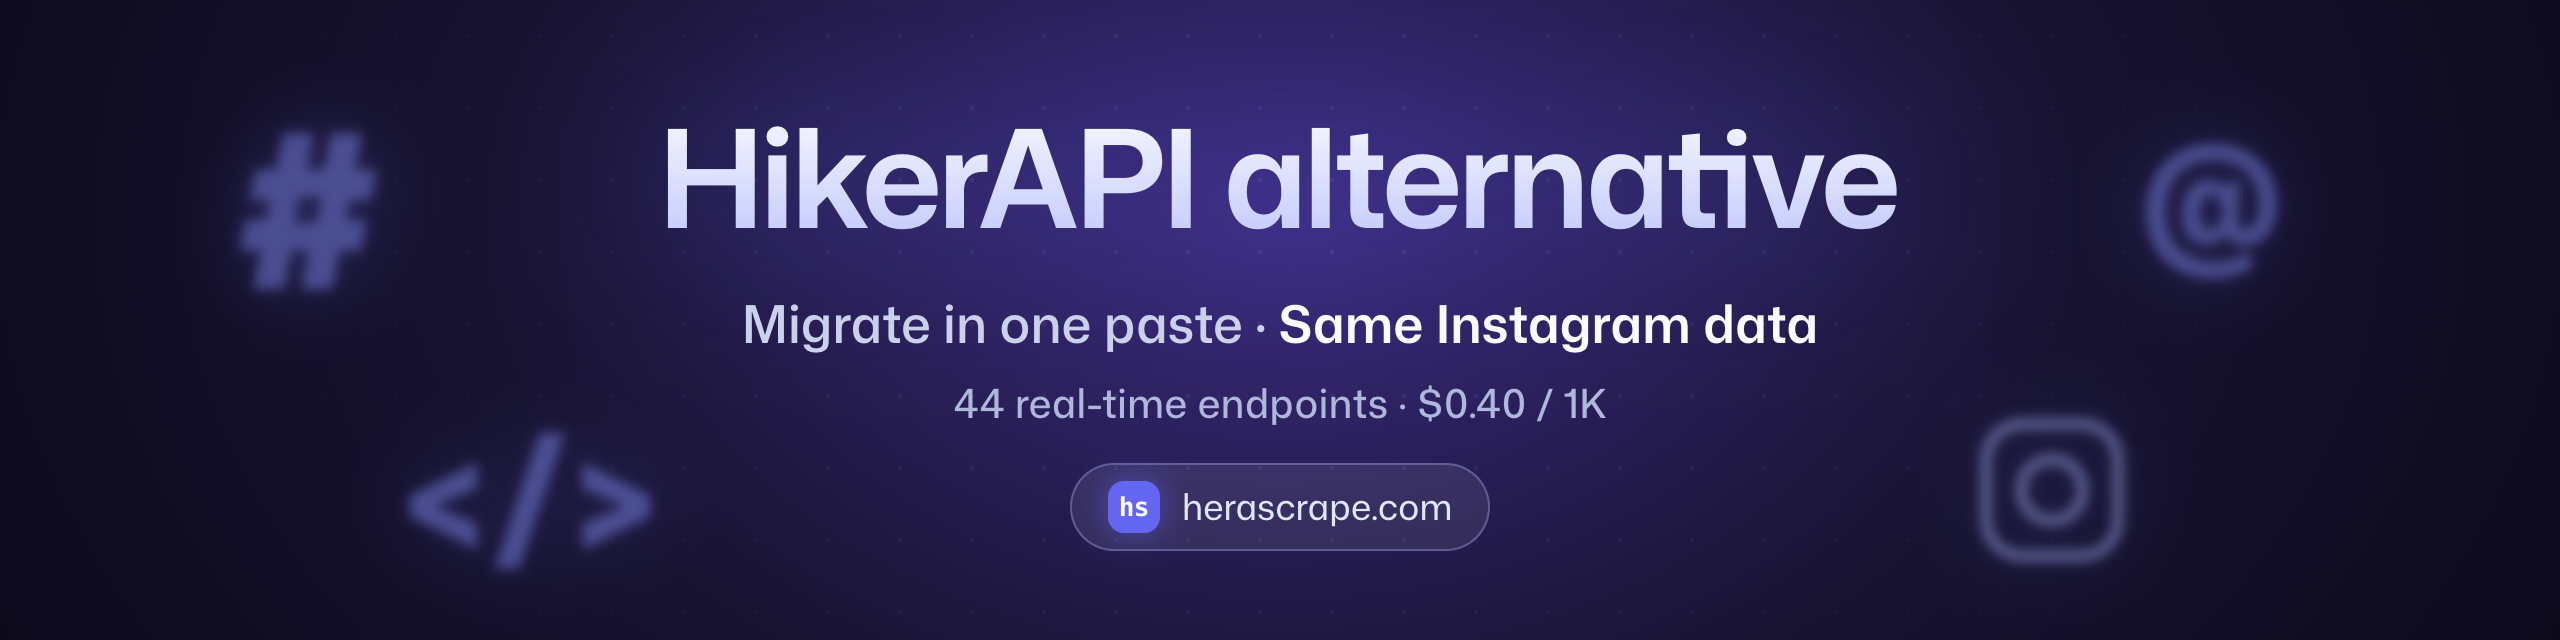 #
@
HikerAPI alternative
Migrate in one paste · Same Instagram data
44 real-time endpoints · $0.40 / 1K
</>
hs herascrape.com